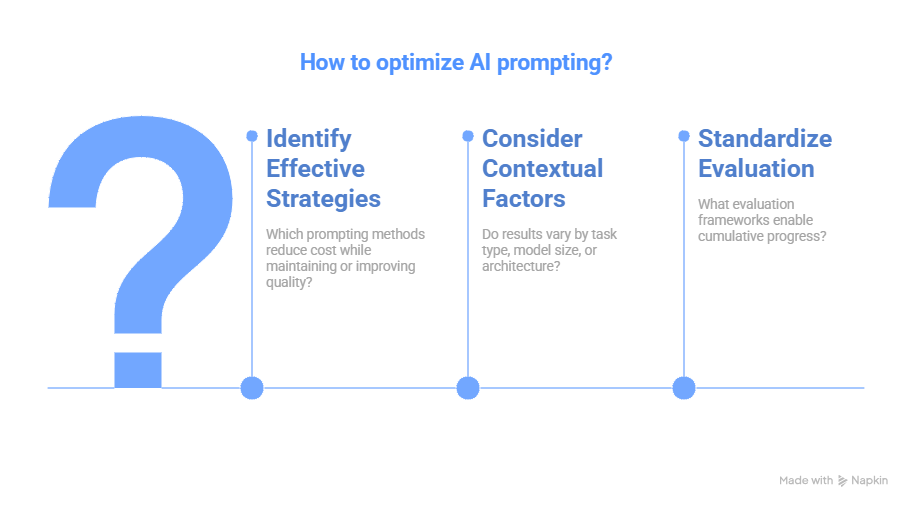 How to optimize AI prompting?
Identify
Effective
Strategies
Which prompting methods
reduce cost while
maintaining or improving
quality?
Consider
Contextual
Factors
Do results vary by task
type, model size, or
architecture?
Standardize
Evaluation
What evaluation
frameworks enable
cumulative progress?
Made with Napkin